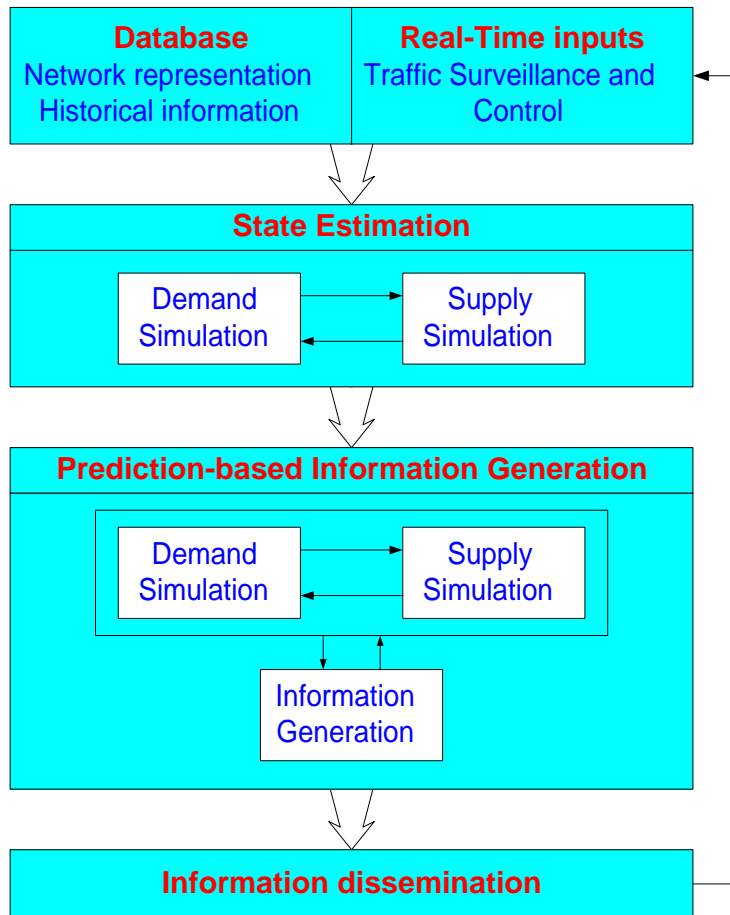 Database
Network representation
Historical information
Real-Time inputs
Traffic Surveillance and
Control
State Estimation
Demand
Simulation
Supply
Simulation
Prediction-based Information Generation
Demand
Simulation
Supply
Simulation
Information
Generation
Information dissemination